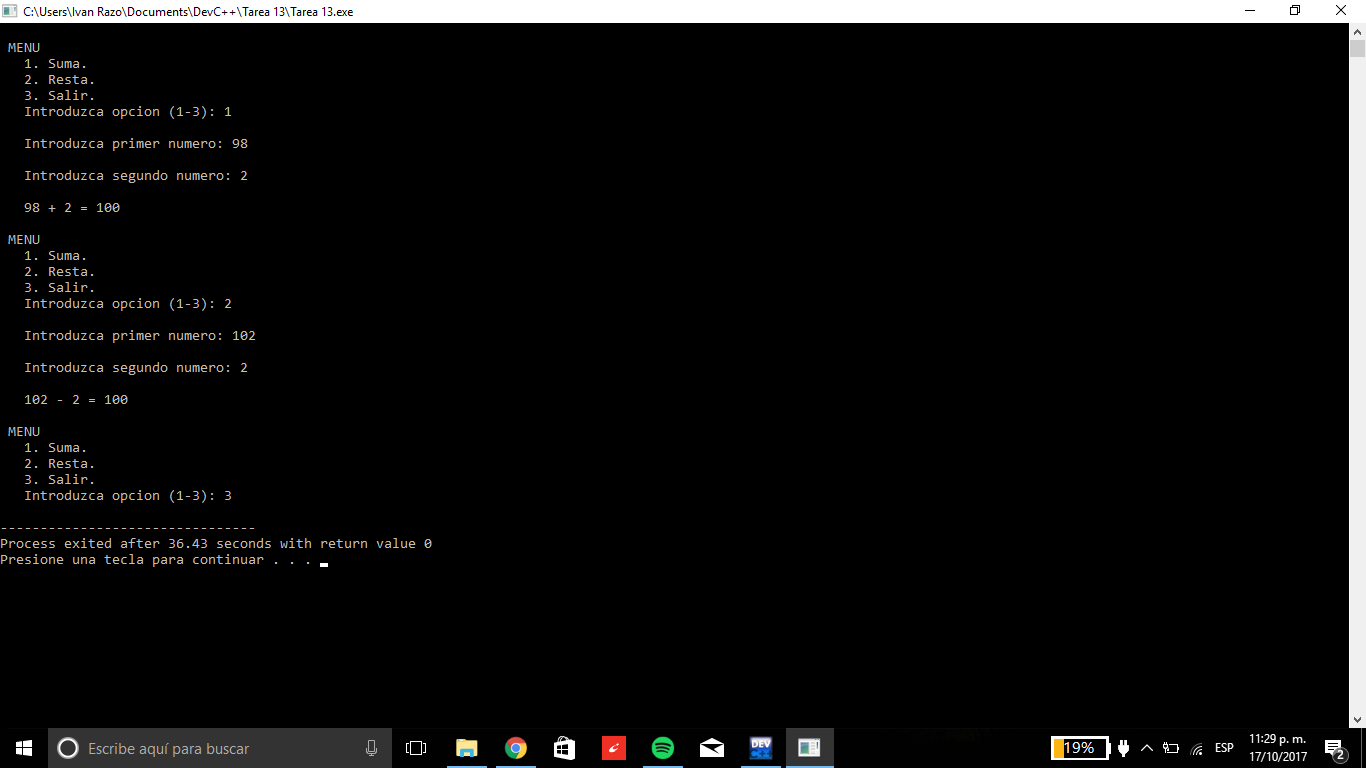 C:\Users\Ivan Razo\Documents\DevC++\Tarea 13\Tarea 13.exe
MENU
1. Suma.
2. Resta.
3. Salir.
Introduzca opcion (1-3): 1
Introduzca primer numero: 98
Introduzca segundo numero: 2
98 + 2 = 100
MENU
1. Suma.
2. Resta.
3. Salir.
Introduzca opcion (1-3): 2
Introduzca primer numero: 102
Introduzca segundo numero: 2
102 - 2 = 100
MENU
1. Suma.
2. Resta.
3. Salir.
Introduzca opcion (1-3): 3
--------------------------------
Process exited after 36.43 seconds with return value 0
Presione una tecla para continuar . . .
Escribe aquí para buscar
DEV
19%
ESP
11:29 p. m.
17/10/2017
2